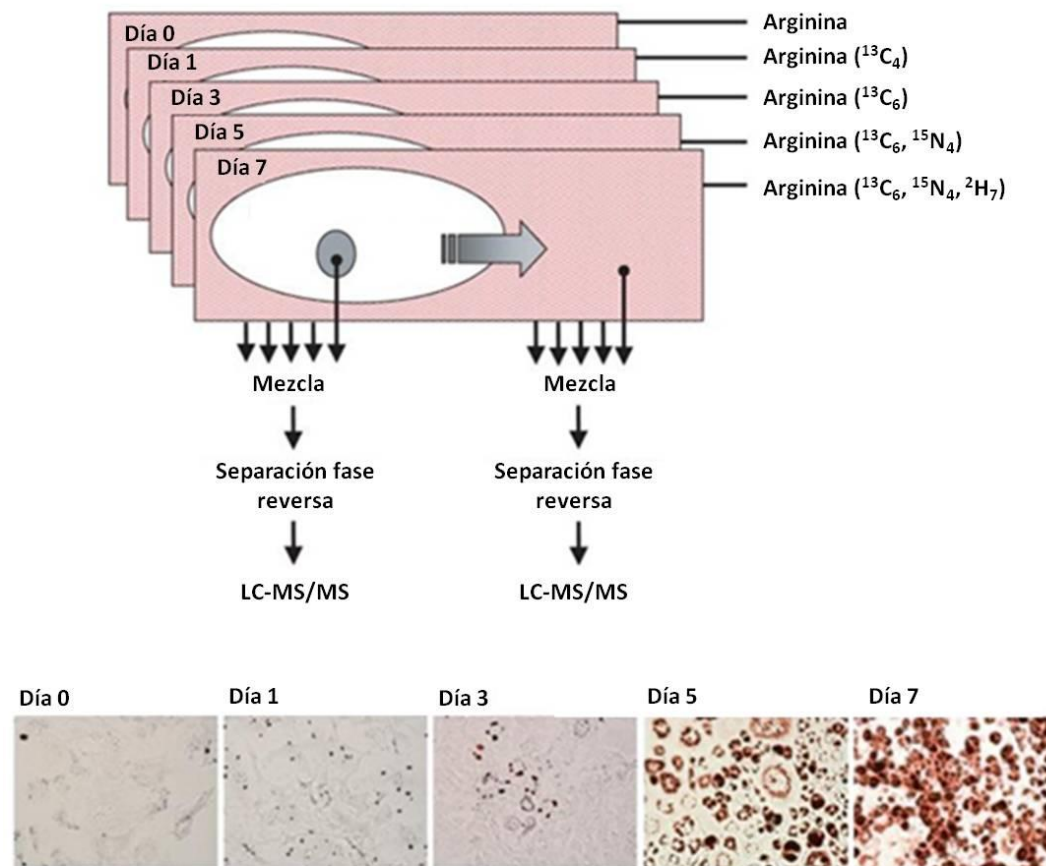 Día 0
Día 1
Día 3
Día 5
Día 7
Arginina
Arginina (¹³C₄)
Arginina (¹³C₆)
Arginina (¹³C₆, ¹⁵N₄)
Arginina (¹³C₆, ¹⁵N₄, ²H₇)
Mezcla
Separación fase
reversa
LC-MS/MS
Mezcla
Separación fase
reversa
LC-MS/MS
Día 0
Día 1
Día 3
Día 5
Día 7